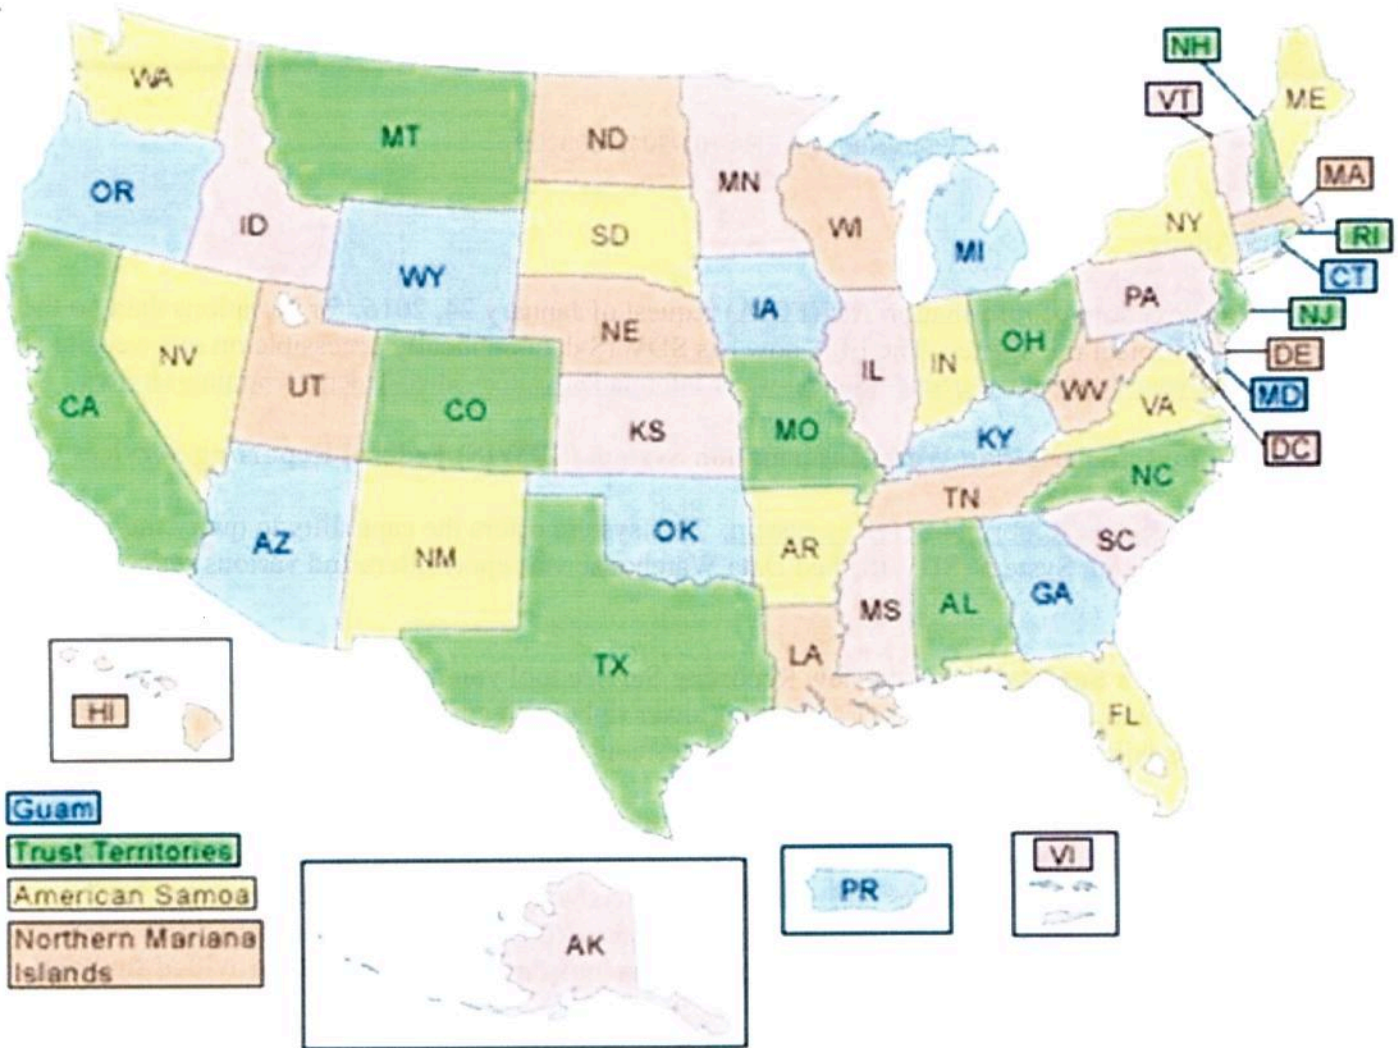 NH
WA
ME
VT
MT
ND
MN
MA
OR
ID
SD
WI
NY
RI
MI
WY
CT
PA
IA
NJ
NE
OH
IN
DE
NV
UT
IL
WV
MD
CA
CO
VA
KS
MO
KY
DC
NC
TN
OK
AZ
AR
SC
NM
GA
MS
AL
LA
TX
HI
FL
Guam
Trust Territories
VI
American Samoa
PR
Northern Mariana
Islands
AK